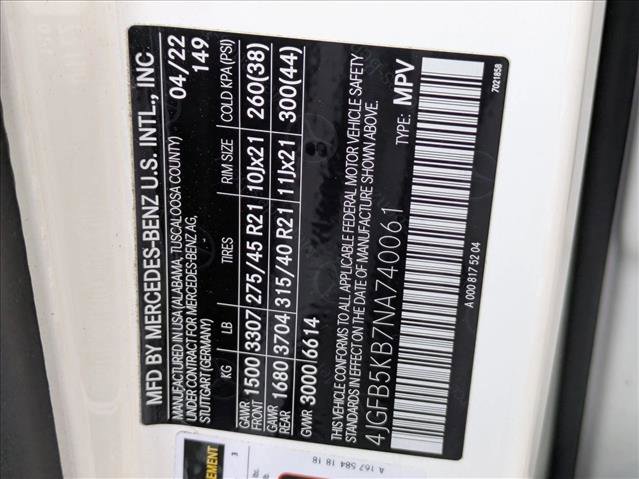 MFD BY MERCEDES-BENZ U.S. INTL., INC.
MANUFACTURED IN USA (ALABAMA, TUSCALOOSA COUNTY) 04/22
UNDER CONTRACT FOR MERCEDES-BENZ AG,
STUTTGART (GERMANY) 149
KG LB TIRES RIM SIZE COLD KPA (PSI)
GAWR FRONT 1500 3307 275/45 R21 10Jx21 260(38)
GAWR REAR 1680 3704 315/40 R21 11Jx21 300(44)
GVWR 3000/6614
THIS VEHICLE CONFORMS TO ALL APPLICABLE FEDERAL MOTOR VEHICLE SAFETY
STANDARDS IN EFFECT ON THE DATE OF MANUFACTURE SHOWN ABOVE.
4JGFB5KB7NA740061 TYPE: MPV
A 000 817 52 04
7021858
A 167 584 18 18